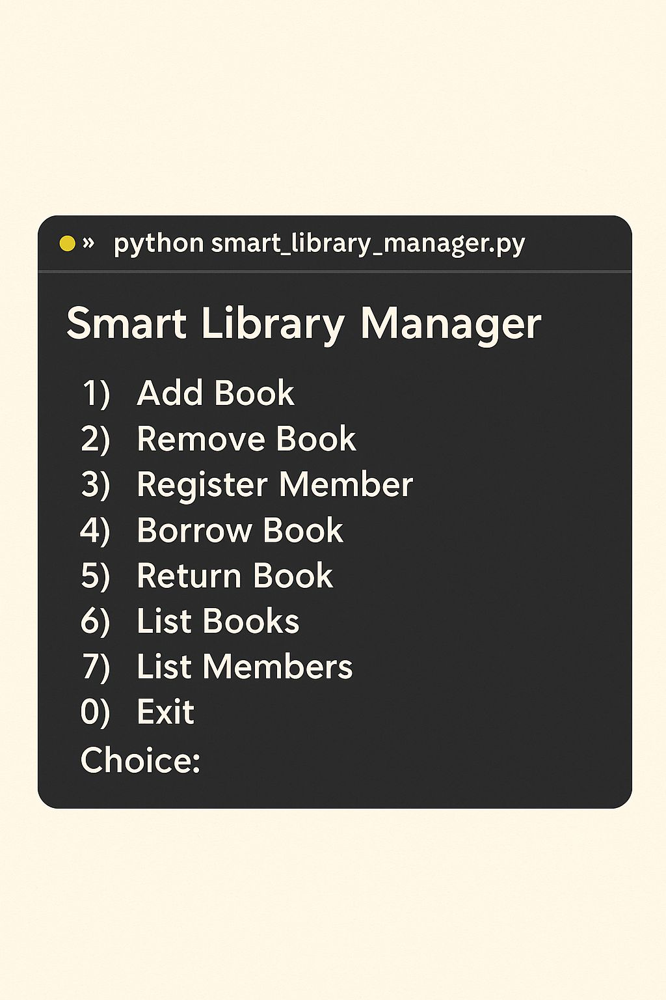 » python smart_library_manager.py
Smart Library Manager
1) Add Book
2) Remove Book
3) Register Member
4) Borrow Book
5) Return Book
6) List Books
7) List Members
0) Exit
Choice: